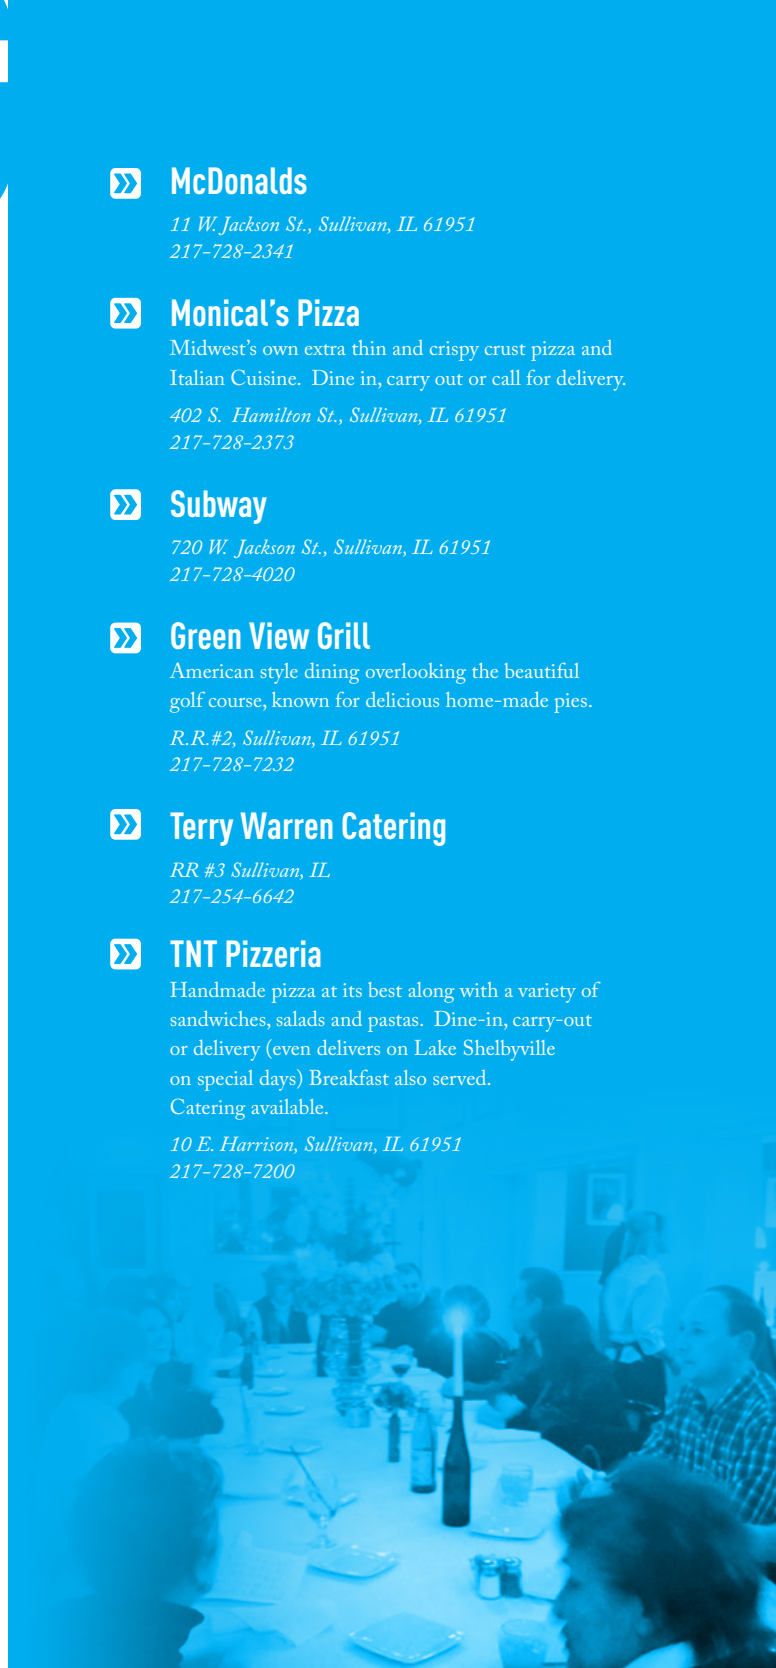 McDonalds
11 W. Jackson St., Sullivan, IL 61951
217-728-2341
Monical's Pizza
Midwest's own extra thin and crispy crust pizza and
Italian Cuisine.  Dine in, carry out or call for delivery.
402 S.  Hamilton St., Sullivan, IL 61951
217-728-2373
Subway
720 W.  Jackson St., Sullivan, IL 61951
217-728-4020
Green View Grill
American style dining overlooking the beautiful
golf course, known for delicious home-made pies.
R.R.#2, Sullivan, IL 61951
217-728-7232
Terry Warren Catering
RR #3 Sullivan, IL
217-254-6642
TNT Pizzeria
Handmade pizza at its best along with a variety of
sandwiches, salads and pastas.  Dine-in, carry-out
or delivery (even delivers on Lake Shelbyville
on special days) Breakfast also served.
Catering available.
10 E. Harrison, Sullivan, IL 61951
217-728-7200